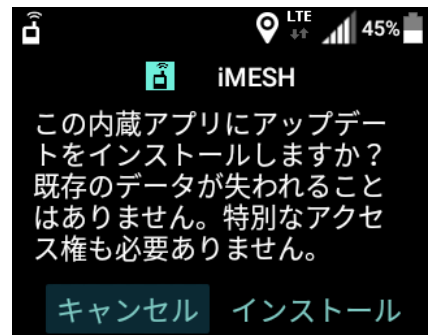 LTE
45%
iMESH
この内蔵アプリにアップデー
トをインストールしますか？
既存のデータが失われること
はありません。特別なアクセ
ス権も必要ありません。
キャンセル インストール